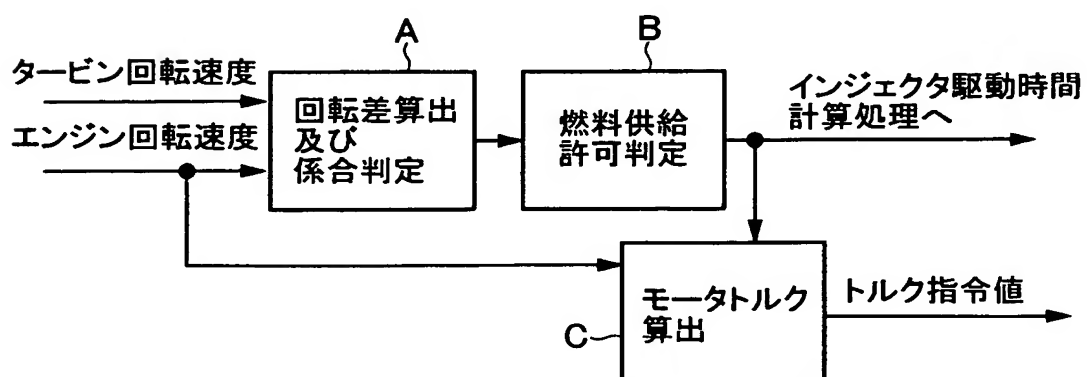 A
B
タービン回転速度
エンジン回転速度
回転差算出
及び
係合判定
燃料供給
許可判定
インジェクタ駆動時間
計算処理へ
モータトルク
算出
C
トルク指令値